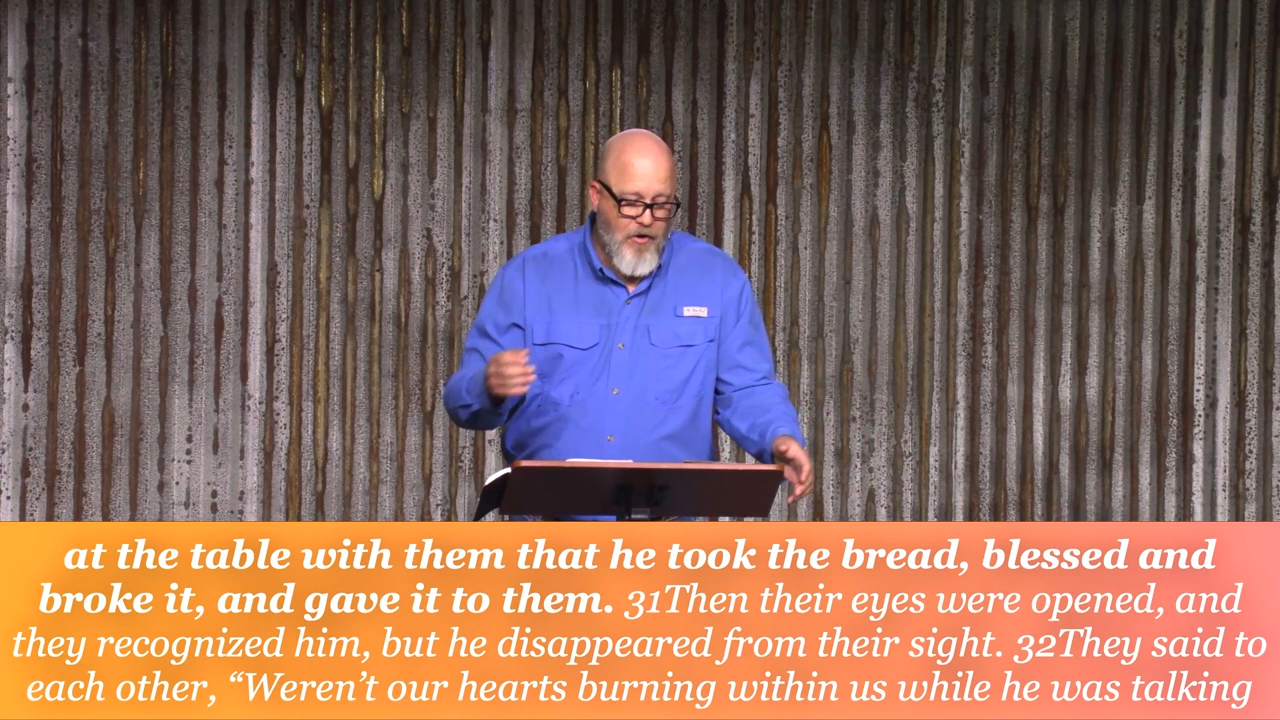 at the table with them that he took the bread, blessed and
broke it, and gave it to them. 31Then their eyes were opened, and
they recognized him, but he disappeared from their sight. 32They said to
each other, “Weren’t our hearts burning within us while he was talking